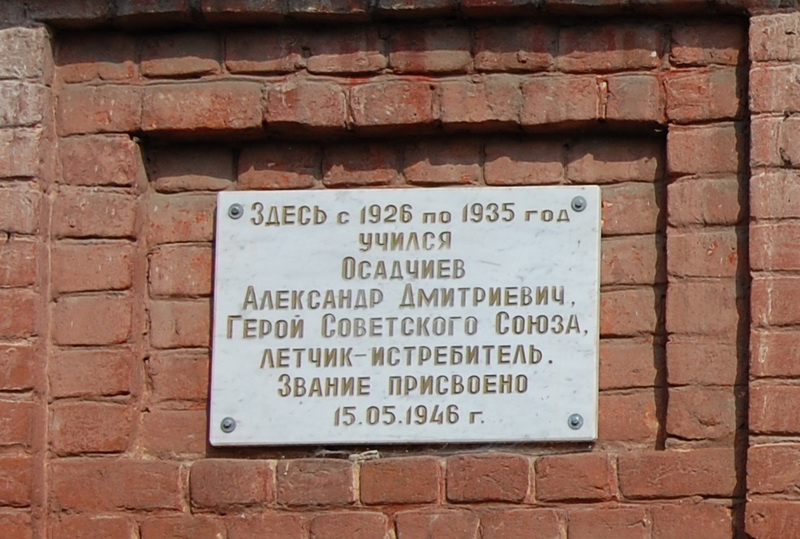 Здесь с 1926 по 1935 год
учился
Осадчиев
Александр Дмитриевич,
Герой Советского Союза,
летчик-истребитель.
Звание присвоено
15.05.1946 г.